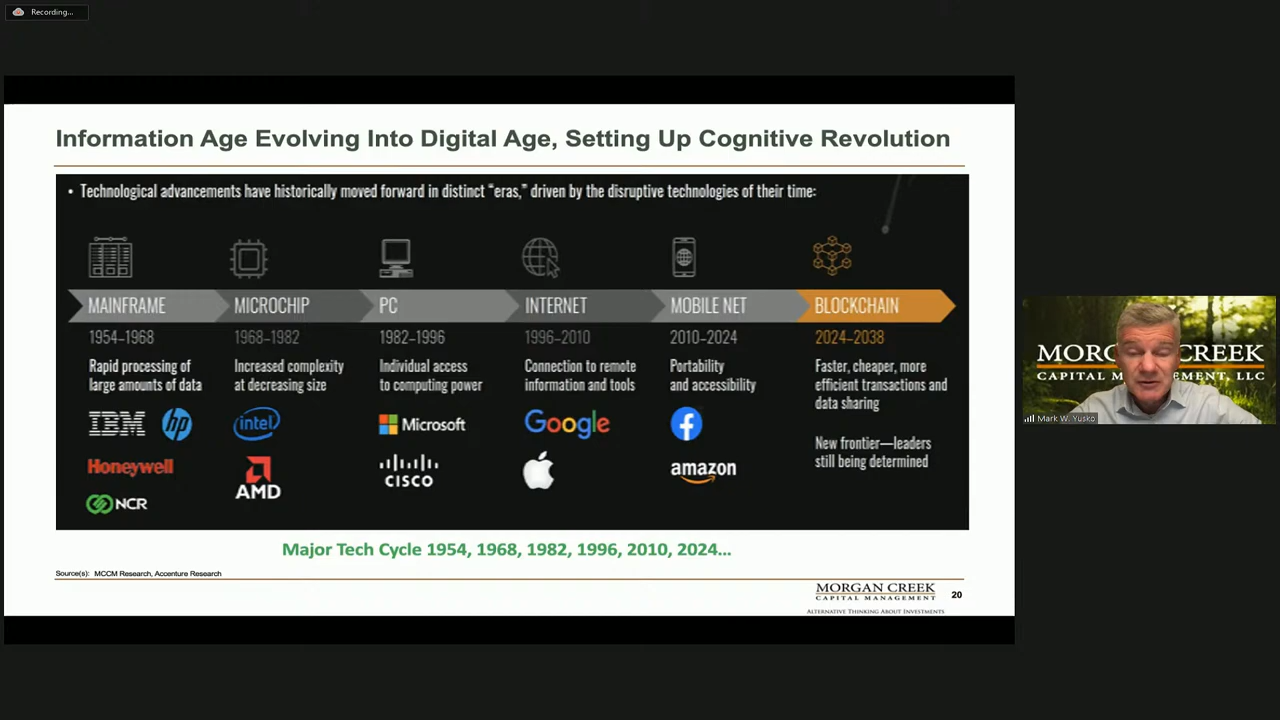 Recording...
Information Age Evolving Into Digital Age, Setting Up Cognitive Revolution
• Technological advancements have historically moved forward in distinct “eras,” driven by the disruptive technologies of their time:
MAINFRAME
1954–1968
Rapid processing of
large amounts of data
IBM hp
Honeywell
NCR
MICROCHIP
1968–1982
Increased complexity
at decreasing size
intel
AMD
PC
1982–1996
Individual access
to computing power
Microsoft
CISCO
INTERNET
1996–2010
Connection to remote
information and tools
Google
MOBILE NET
2010–2024
Portability
and accessibility
f
amazon
BLOCKCHAIN
2024–2038
Faster, cheaper, more
efficient transactions and
data sharing
New frontier—leaders
still being determined
Major Tech Cycle 1954, 1968, 1982, 1996, 2010, 2024...
Source(s): MCCM Research, Accenture Research
MORGAN CREEK
CAPITAL MANAGEMENT
ALTERNATIVE THINKING ABOUT INVESTMENTS
20
MORG CREEK
CAPITAL MAN EMENT, LLC
Mark W. Yusko